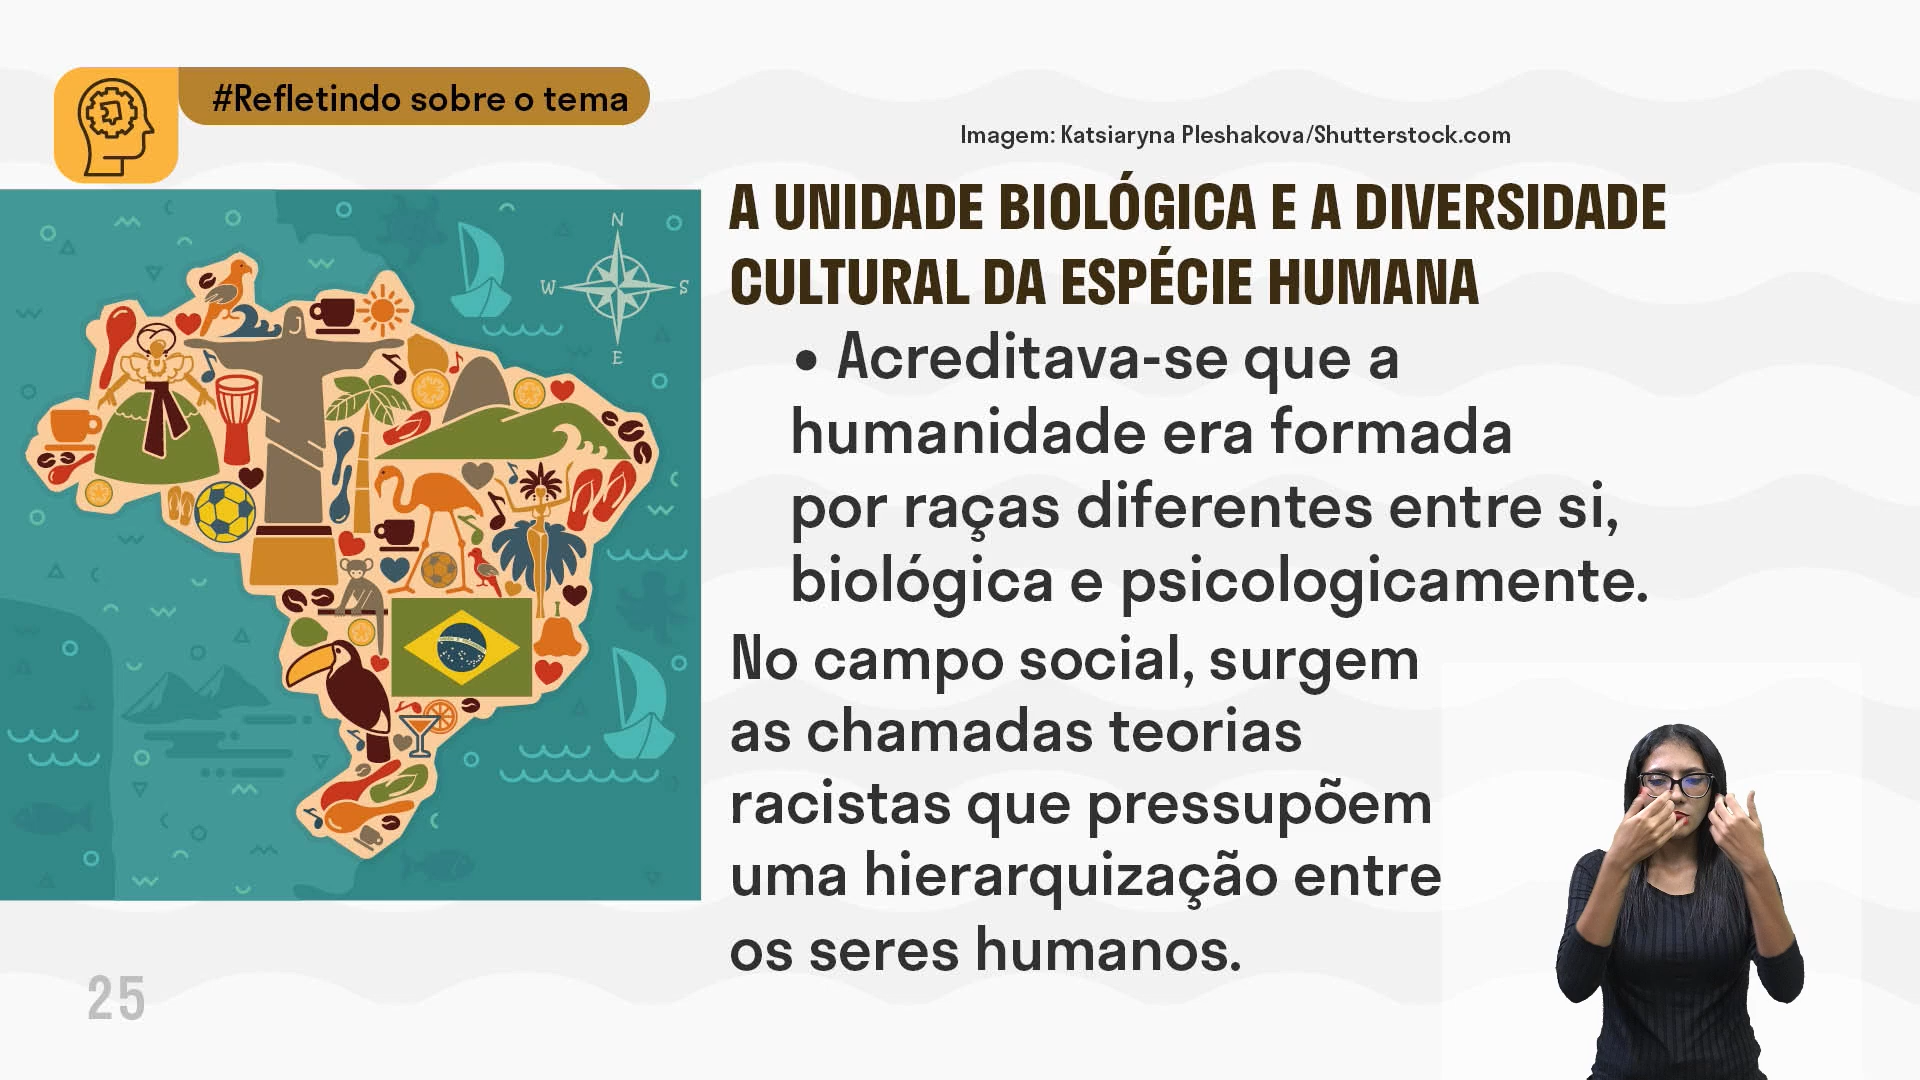 #Refletindo sobre o tema
Imagem: Katsiaryna Pleshakova/Shutterstock.com
A UNIDADE BIOLÓGICA E A DIVERSIDADE
CULTURAL DA ESPÉCIE HUMANA
• Acreditava-se que a
humanidade era formada
por raças diferentes entre si,
biológica e psicologicamente.
No campo social, surgem
as chamadas teorias
racistas que pressupõem
uma hierarquização entre
os seres humanos.
N
W S
E
25